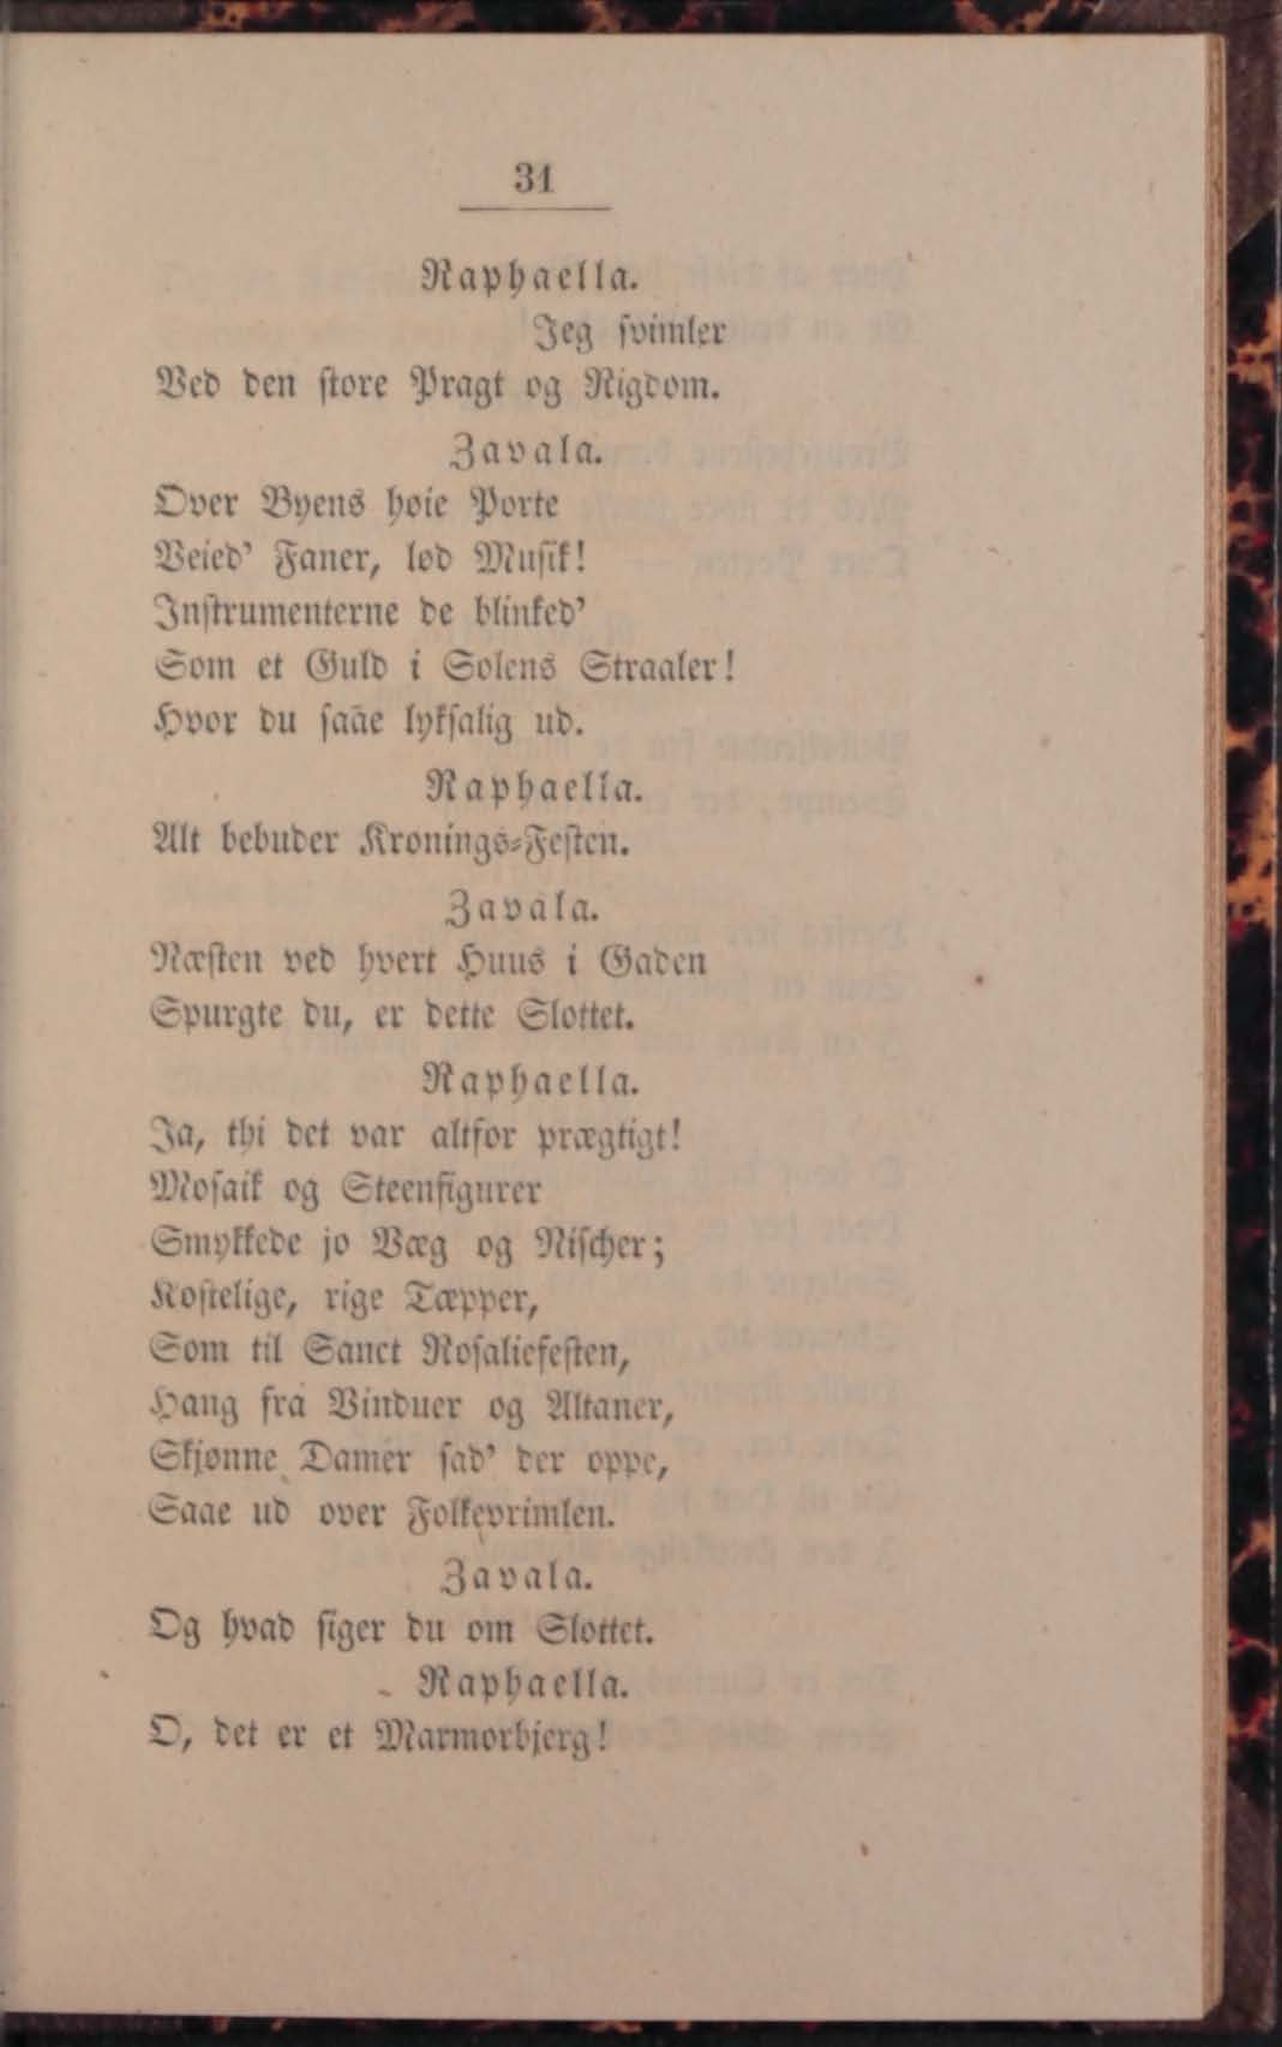 31
Raphaella.
Jeg svimler
Ved den store Pragt og Rigdom.
Zavala.
Over Byens høie Porte
Veied' Faner, lød Musik!
Instrumenterne de blinked'
Som et Guld i Solens Straaler!
Hvor du saae lyksalig ud.
Raphaella.
Alt bebuder Kronings-Festen.
Zavala.
Næsten ved hvert Huus i Gaden
Spurgte du, er dette Slottet.
Raphaella.
Ja, thi det var altfor prægtigt!
Mosaik og Steenfigurer
Smykkede jo Væg og Nischer;
Kostelige, rige Tæpper,
Som til Sanct Rosaliefesten,
Hang fra Vinduer og Altaner,
Skjønne Damer sad' der oppe,
Saae ud over Folkevrimlen.
Zavala.
Og hvad siger du om Slottet.
Raphaella.
O, det er et Marmorbjerg!